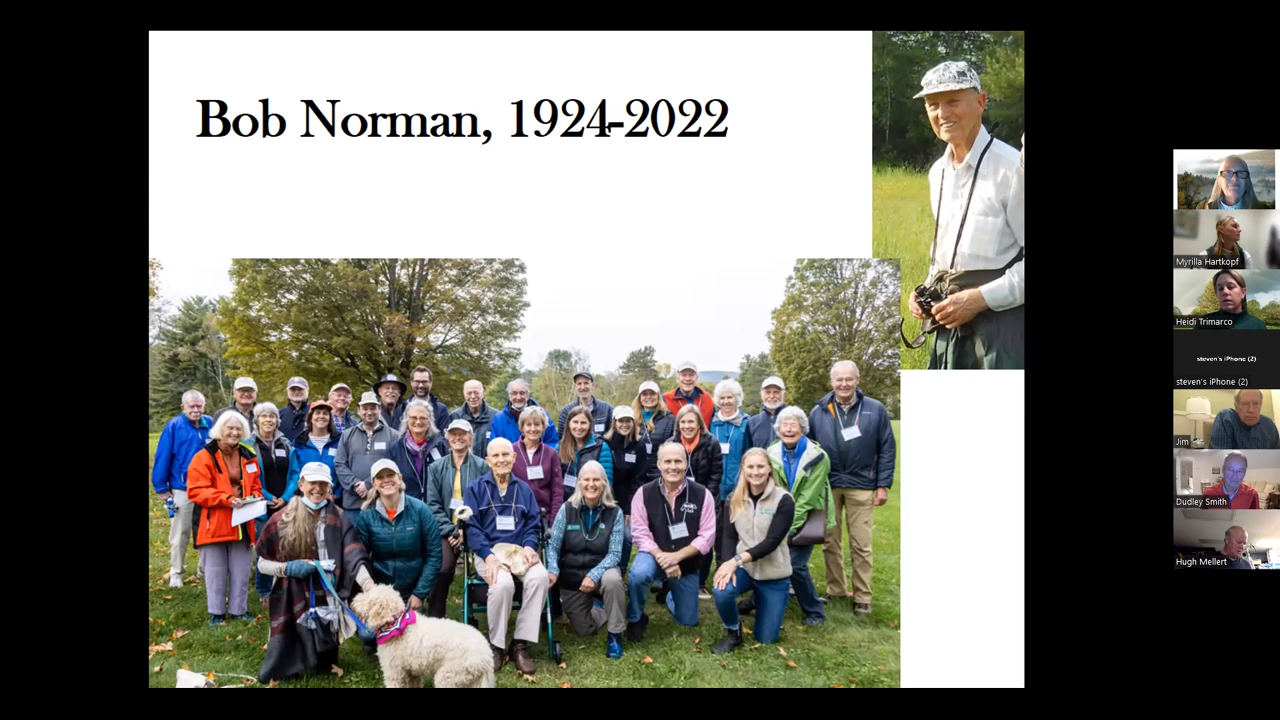 Bob Norman, 1924-2022
Myrilla Hartkopf
Heidi Trimarco
steven's iPhone (2)
steven's iPhone (2)
Jim
Dudley Smith
Hugh Mellert